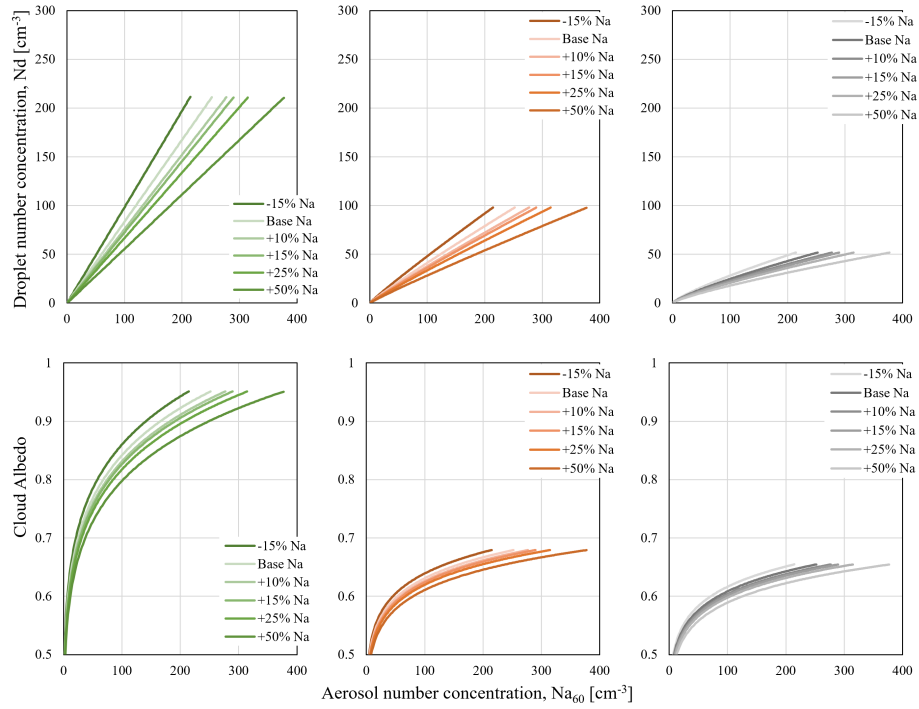 Droplet number concentration, Nd [cm-3]
300
250
200
150
100
50
0
0 100 200 300 400
-15% Na
Base Na
+10% Na
+15% Na
+25% Na
+50% Na
300
250
200
150
100
50
0
0 100 200 300 400
-15% Na
Base Na
+10% Na
+15% Na
+25% Na
+50% Na
300
250
200
150
100
50
0
0 100 200 300 400
-15% Na
Base Na
+10% Na
+15% Na
+25% Na
+50% Na
Cloud Albedo
1
0.9
0.8
0.7
0.6
0.5
0 100 200 300 400
-15% Na
Base Na
+10% Na
+15% Na
+25% Na
+50% Na
1
0.9
0.8
0.7
0.6
0.5
0 100 200 300 400
-15% Na
Base Na
+10% Na
+15% Na
+25% Na
+50% Na
1
0.9
0.8
0.7
0.6
0.5
0 100 200 300 400
-15% Na
Base Na
+10% Na
+15% Na
+25% Na
+50% Na
Aerosol number concentration, Na60 [cm-3]